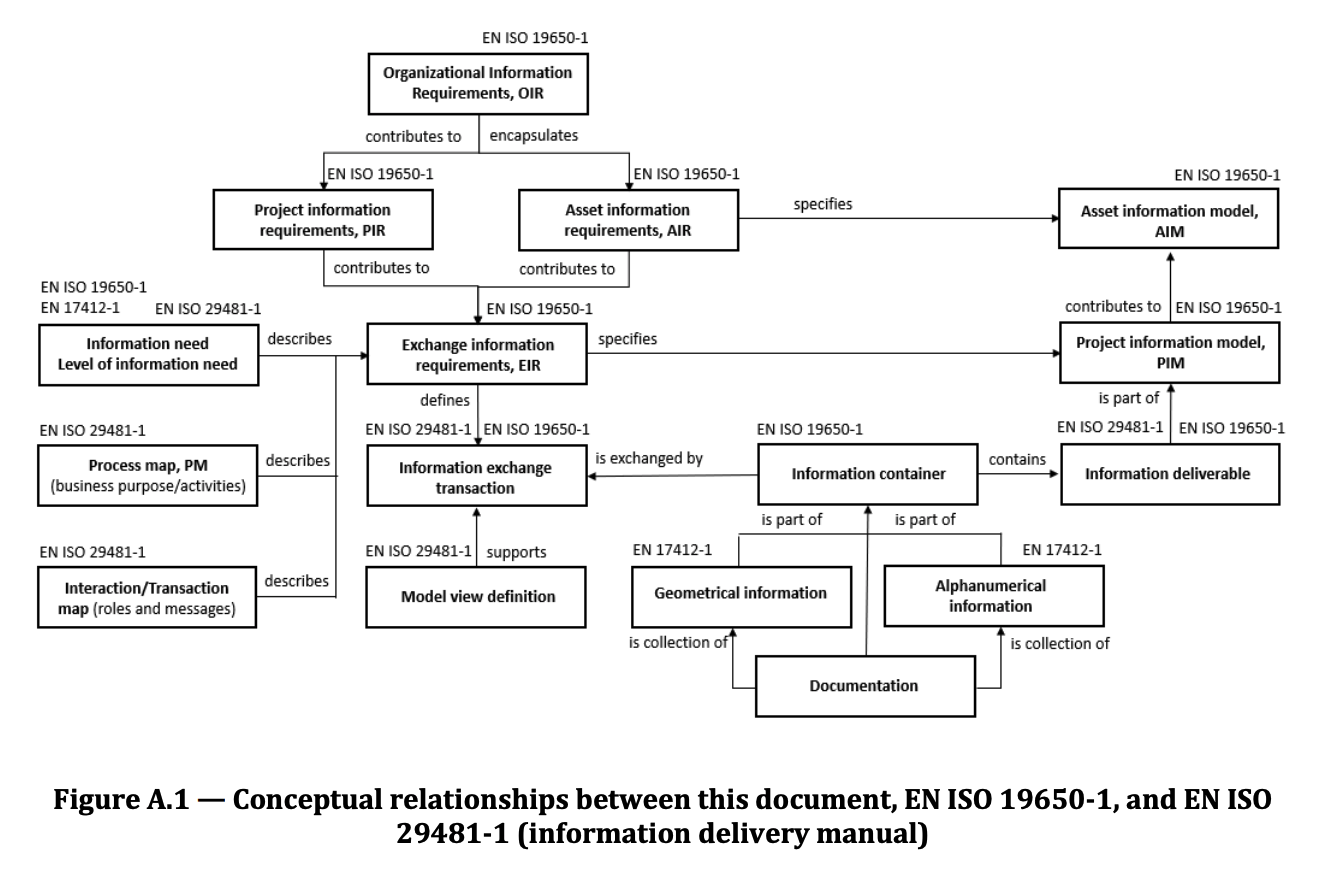 EN ISO 19650-1
Organizational Information
Requirements, OIR
contributes to
encapsulates
EN ISO 19650-1
EN ISO 19650-1
EN ISO 19650-1
Project information
requirements, PIR
Asset information
requirements, AIR
specifies
Asset information model,
AIM
contributes to
contributes to
EN ISO 19650-1
EN 17412-1
EN ISO 29481-1
EN ISO 19650-1
contributes to
EN ISO 19650-1
Information need
Level of information need
describes
Exchange information
requirements, EIR
specifies
Project information model,
PIM
defines
is part of
EN ISO 29481-1
EN ISO 29481-1
EN ISO 19650-1
EN ISO 19650-1
EN ISO 29481-1
EN ISO 19650-1
Process map, PM
(business purpose/activities)
describes
Information exchange
transaction
is exchanged by
Information container
contains
Information deliverable
is part of
is part of
EN ISO 29481-1
EN ISO 29481-1
supports
EN 17412-1
EN 17412-1
Interaction/Transaction
map (roles and messages)
describes
Model view definition
Geometrical information
Alphanumerical
information
is collection of
is collection of
Documentation
Figure A.1 — Conceptual relationships between this document, EN ISO 19650-1, and EN ISO
29481-1 (information delivery manual)